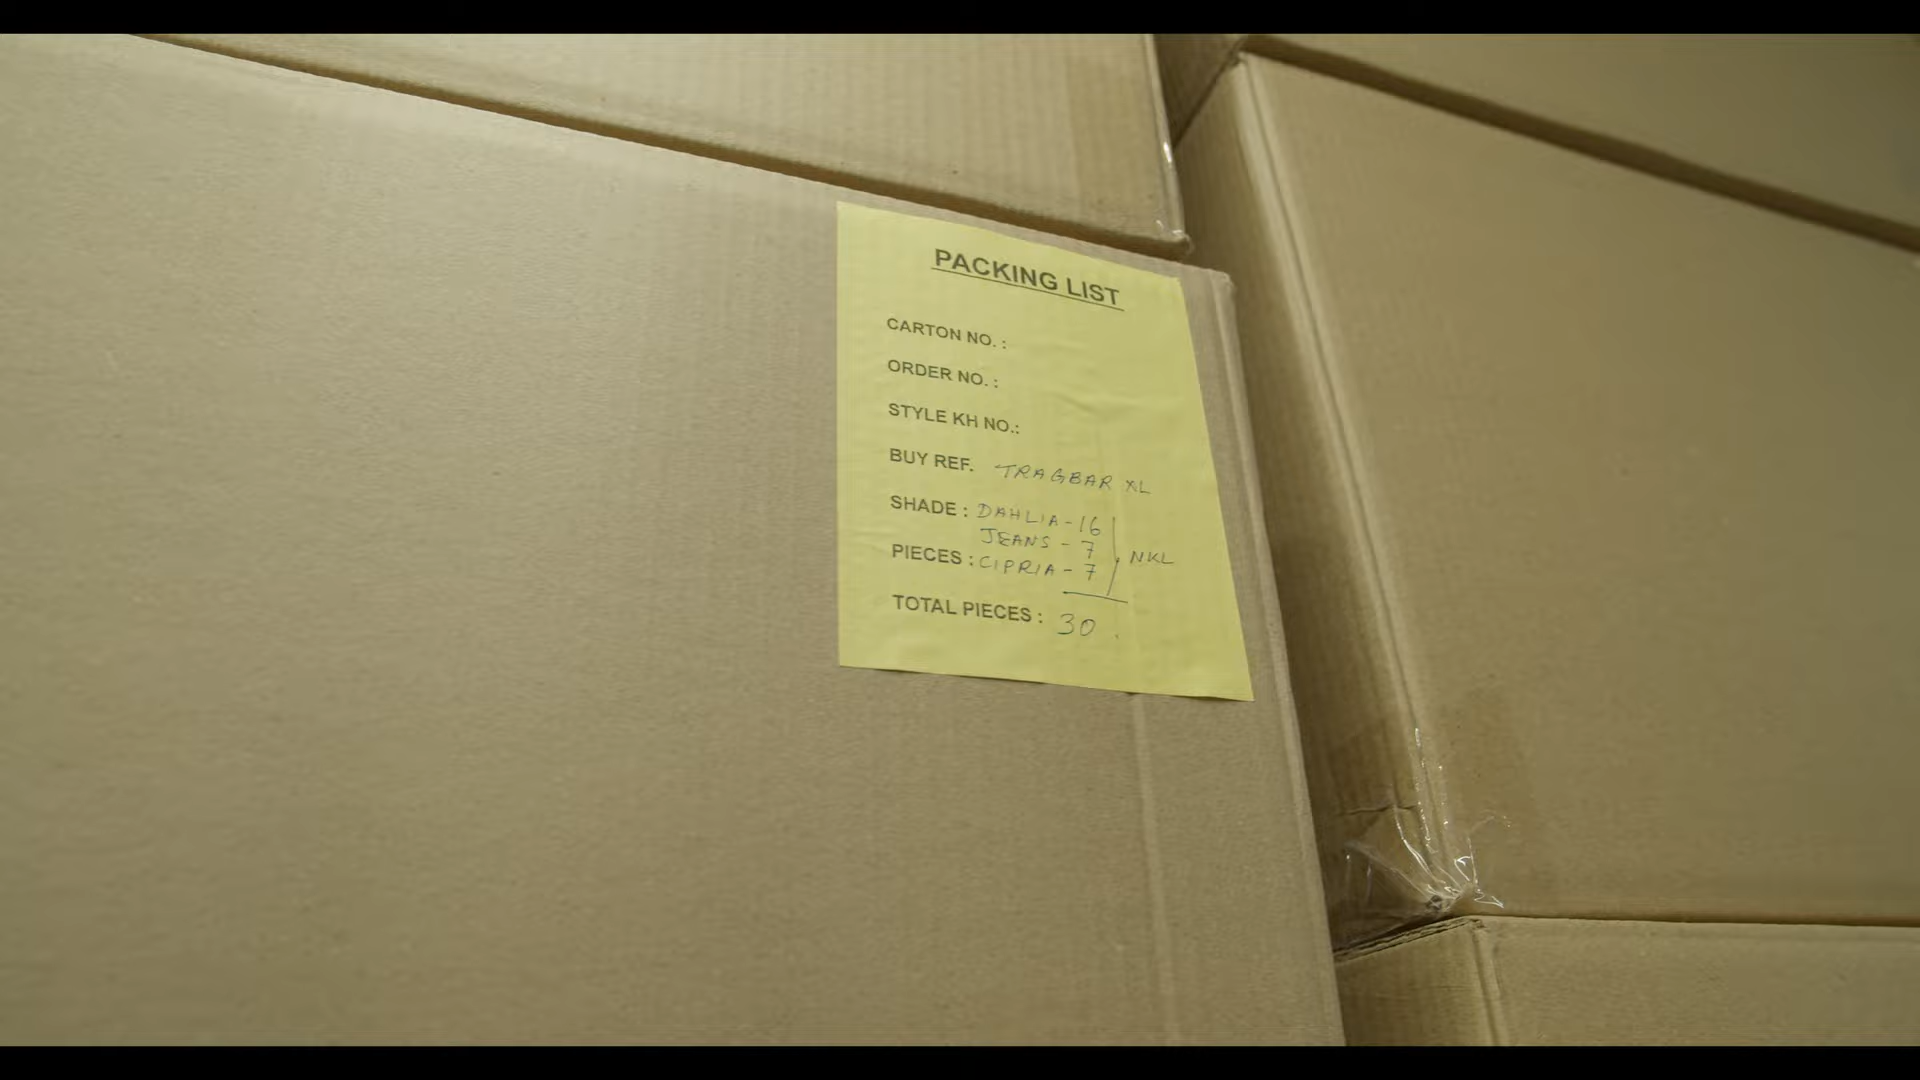 PACKING LIST
CARTON NO. :
ORDER NO. :
STYLE KH NO.:
BUY REF. TRAGBAR XL
SHADE : DAHLIA-16
JEANS - 7
NKL
PIECES : CIPRIA - 7
TOTAL PIECES : 30